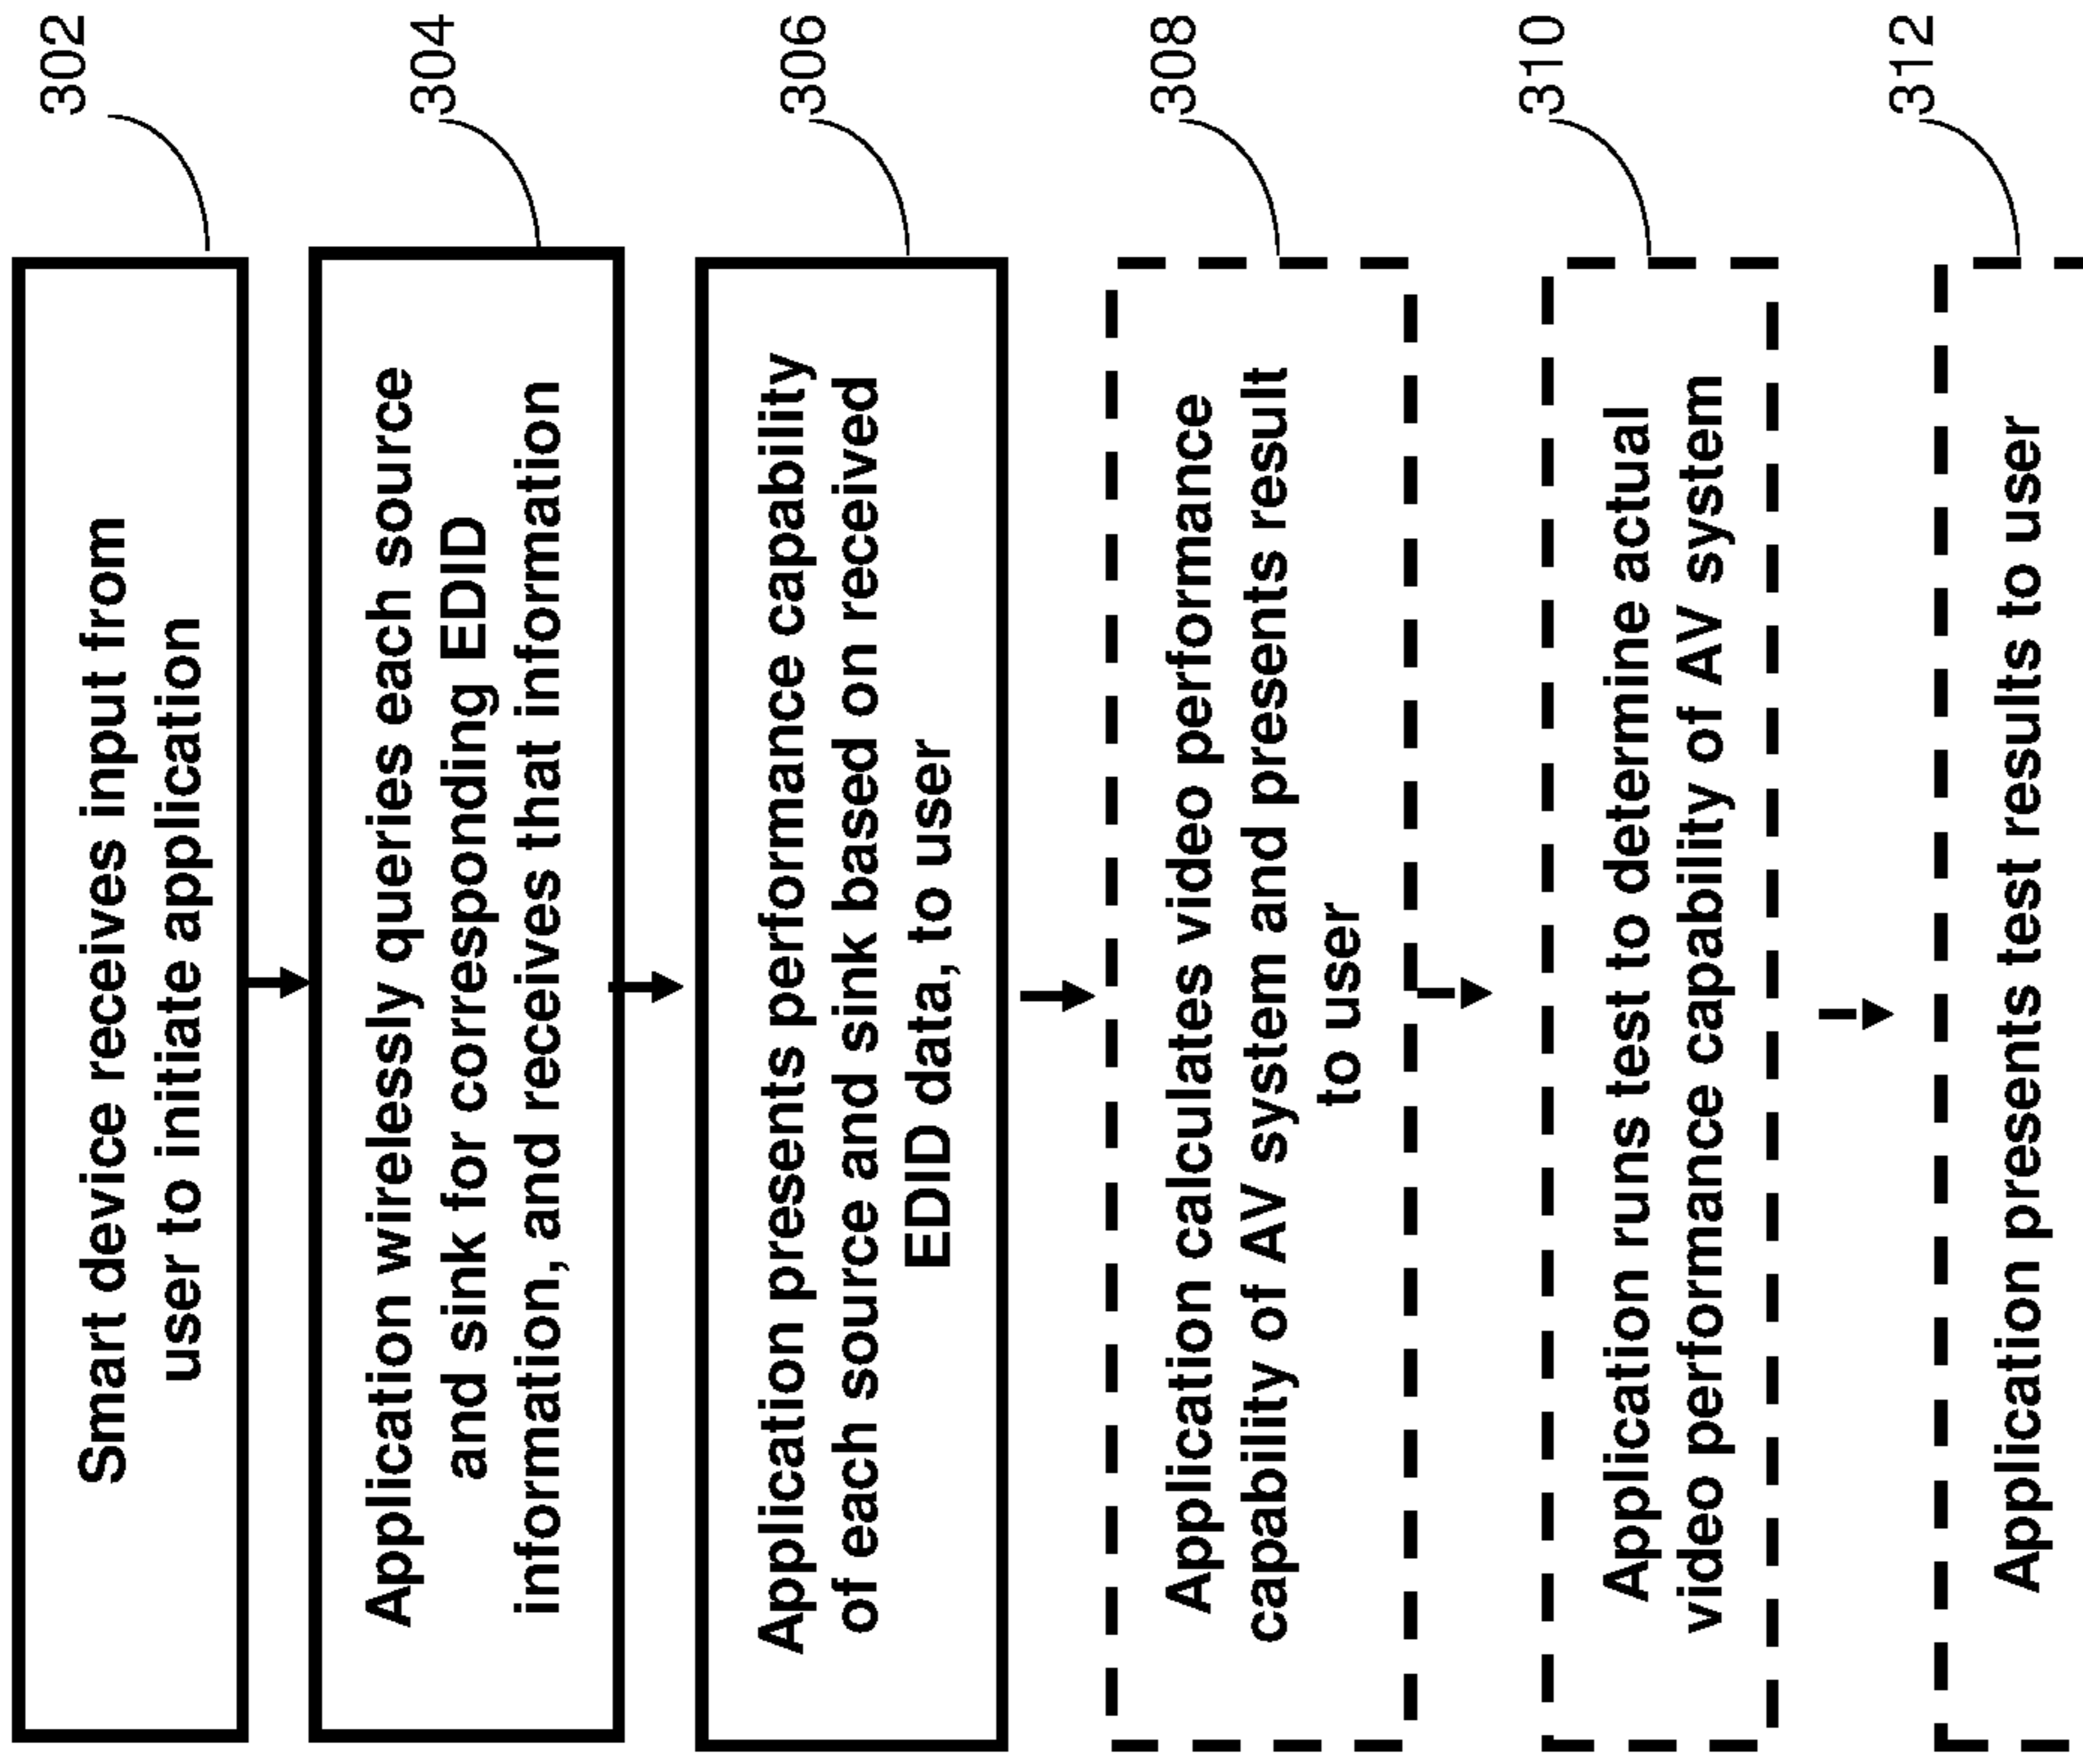 302
Smart device receives input from
user to initiate application
304
Application wirelessly queries each source
and sink for corresponding EDID
information, and receives that information
306
Application presents performance capability
of each source and sink based on received
EDID data, to user
308
Application calculates video performance
capability of AV system and presents result
to user
310
Application runs test to determine actual
video performance capability of AV system
312
Application presents test results to user